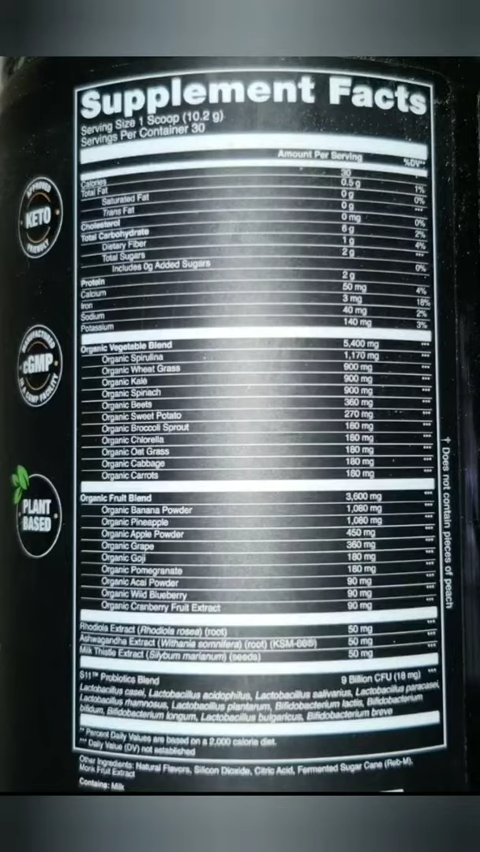 Supplement Facts
Serving Size 1 Scoop (10.2 g)
Servings Per Container 30
Amount Per Serving %DV**
Calories 30
Total Fat 0.5 g 1%
Saturated Fat 0 g 0%
Trans Fat 0 g ***
Cholesterol 0 mg 0%
Total Carbohydrate 6 g 2%
Dietary Fiber 1 g 4%
Total Sugars 2 g ***
Includes 0g Added Sugars 0%
Protein 2 g
Calcium 50 mg 4%
Iron 3 mg 18%
Sodium 40 mg 2%
Potassium 140 mg 3%
Organic Vegetable Blend 5,400 mg ***
Organic Spirulina 1,170 mg ***
Organic Wheat Grass 900 mg ***
Organic Kale 900 mg ***
Organic Spinach 900 mg ***
Organic Beets 360 mg ***
Organic Sweet Potato 270 mg ***
Organic Broccoli Sprout 180 mg ***
Organic Chlorella 180 mg ***
Organic Oat Grass 180 mg ***
Organic Cabbage 180 mg ***
Organic Carrots 180 mg ***
Organic Fruit Blend 3,600 mg ***
Organic Banana Powder 1,080 mg ***
Organic Pineapple 1,080 mg ***
Organic Apple Powder 450 mg ***
Organic Grape 360 mg ***
Organic Goji 180 mg ***
Organic Pomegranate 180 mg ***
Organic Acai Powder 90 mg ***
Organic Wild Blueberry 90 mg ***
Organic Cranberry Fruit Extract 90 mg ***
Rhodiola Extract (Rhodiola rosea) (root) 50 mg ***
Ashwagandha Extract (Withania somnifera) (root) (KSM-66®) 50 mg ***
Milk Thistle Extract (Silybum marianum) (seeds) 50 mg ***
S11™ Probiotics Blend 9 Billion CFU (18 mg) ***
Lactobacillus casei, Lactobacillus acidophilus, Lactobacillus salivarius, Lactobacillus paracasei,
Lactobacillus rhamnosus, Lactobacillus plantarum, Bifidobacterium lactis, Bifidobacterium
bifidum, Bifidobacterium longum, Lactobacillus bulgaricus, Bifidobacterium breve
** Percent Daily Values are based on a 2,000 calorie diet.
*** Daily Value (DV) not established
Other Ingredients: Natural Flavors, Silicon Dioxide, Citric Acid, Fermented Sugar Cane (Reb-M),
Monk Fruit Extract
Contains: Milk
† Does not contain pieces of peach
APPROVED
KETO
FRIENDLY
MANUFACTURED
cGMP
IN A GMP FACILITY
PLANT
BASED